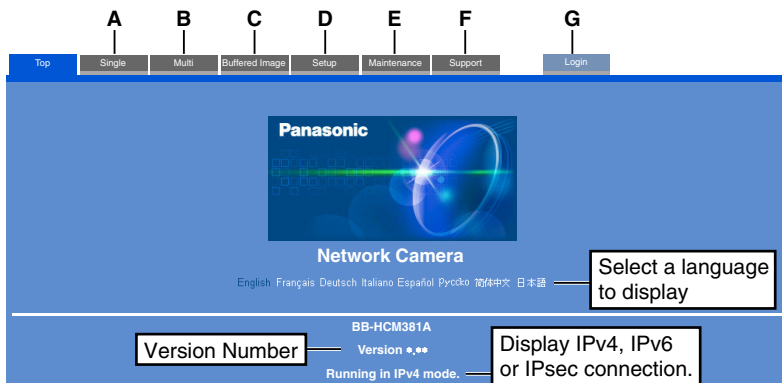 A B C D E F G
Top Single Multi Buffered Image Setup Maintenance Support Login
Panasonic
Network Camera
English Français Deutsch Italiano Español Русско 简体中文 日本語
Select a language
to display
BB-HCM381A
Version Number
Version *.**
Display IPv4, IPv6
or IPsec connection.
Running in IPv4 mode.